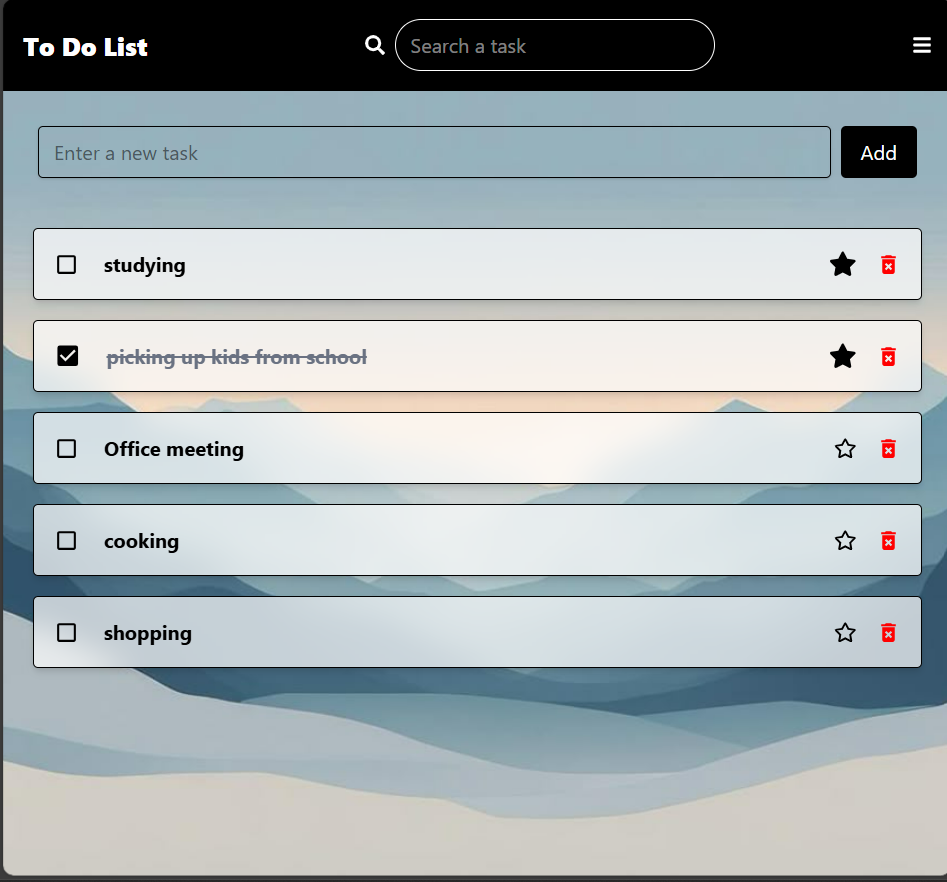 To Do List
Search a task
Enter a new task
Add
studying
picking up kids from school
Office meeting
cooking
shopping